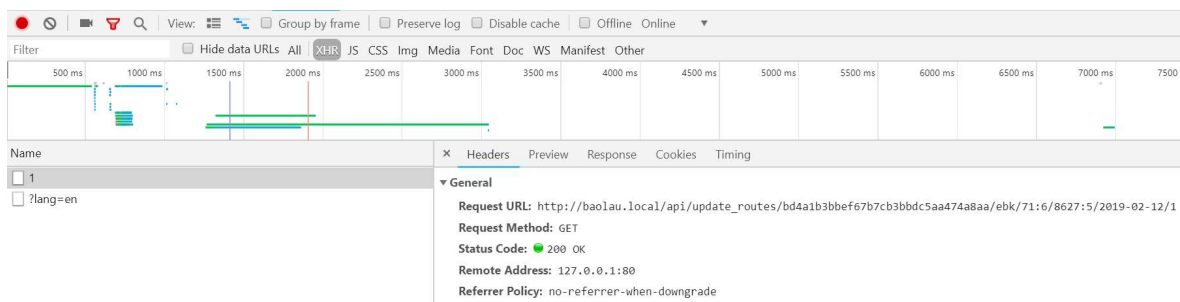 View: Group by frame Preserve log Disable cache Offline Online
Filter Hide data URLs All XHR JS CSS Img Media Font Doc WS Manifest Other
500 ms 1000 ms 1500 ms 2000 ms 2500 ms 3000 ms 3500 ms 4000 ms 4500 ms 5000 ms 5500 ms 6000 ms 6500 ms 7000 ms 7500
Name × Headers Preview Response Cookies Timing
1
?lang=en
General
Request URL: http://baolau.local/api/update_routes/bd4a1b3bbef67b7cb3bbdc5aa474a8aa/ebk/71:6/8627:5/2019-02-12/1
Request Method: GET
Status Code: 200 OK
Remote Address: 127.0.0.1:80
Referrer Policy: no-referrer-when-downgrade